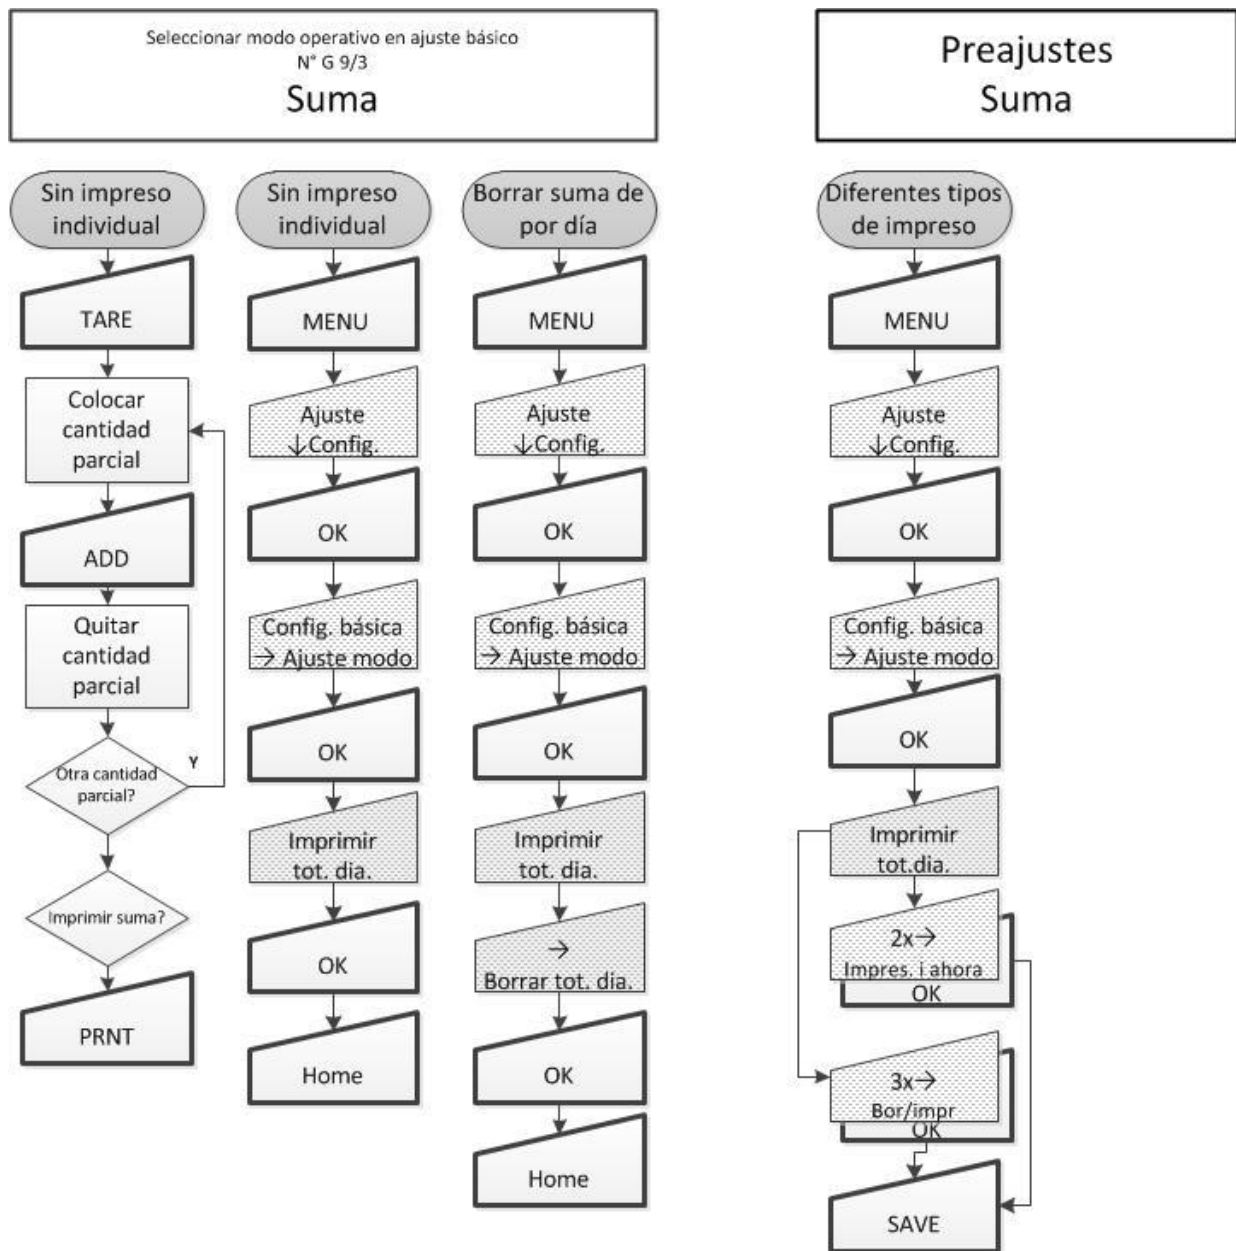 Seleccionar modo operativo en ajuste básico
N° G 9/3
Suma
Preajustes
Suma
Sin impreso
individual
TARE
Colocar
cantidad
parcial
ADD
Quitar
cantidad
parcial
Otra cantidad
parcial?
Y
Imprimir suma?
PRNT
Sin impreso
individual
MENU
Ajuste
↓Config.
OK
Config. básica
→ Ajuste modo
OK
Imprimir
tot. dia.
OK
Home
Borrar suma de
por día
MENU
Ajuste
↓Config.
OK
Config. básica
→ Ajuste modo
OK
Imprimir
tot. dia.
→
Borrar tot. dia.
OK
Home
Diferentes tipos
de impreso
MENU
Ajuste
↓Config.
OK
Config. básica
→ Ajuste modo
OK
Imprimir
tot.dia.
2x→
Impres. i ahora
OK
3x→
Bor/impr
OK
SAVE